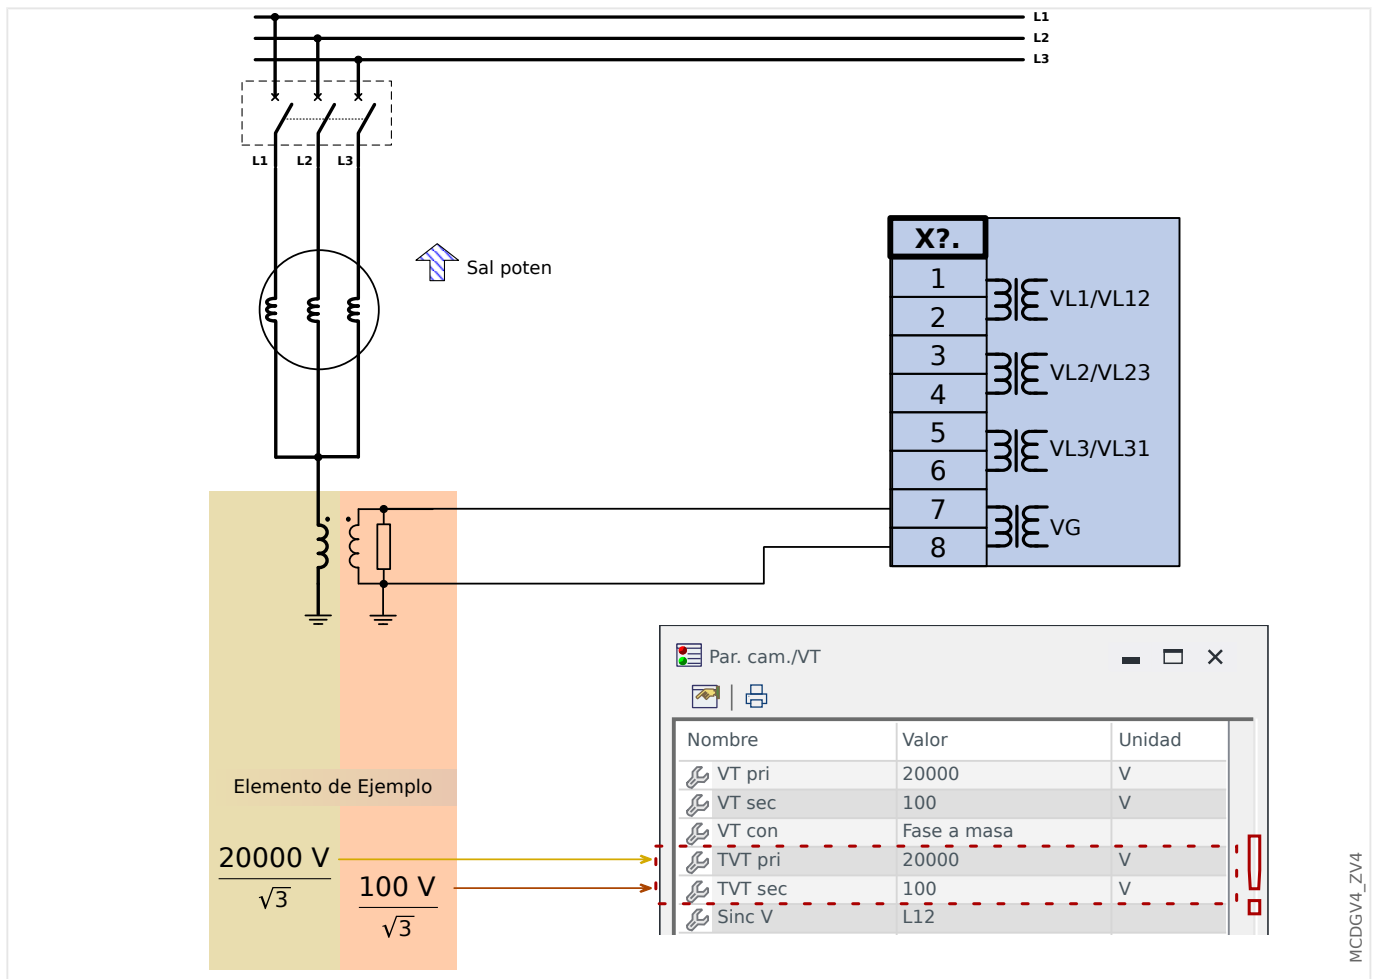 L1
L2
L3
L1 L2 L3
Sal poten
X?.
1
2
VL1/VL12
3
4
VL2/VL23
5
6
VL3/VL31
7
8
VG
Par. cam./VT
Nombre Valor Unidad
VT pri 20000 V
VT sec 100 V
VT con Fase a masa
TVT pri 20000 V
TVT sec 100 V
Sinc V L12
Elemento de Ejemplo
20000 V
√3
100 V
√3
MCDGV4_ZV4